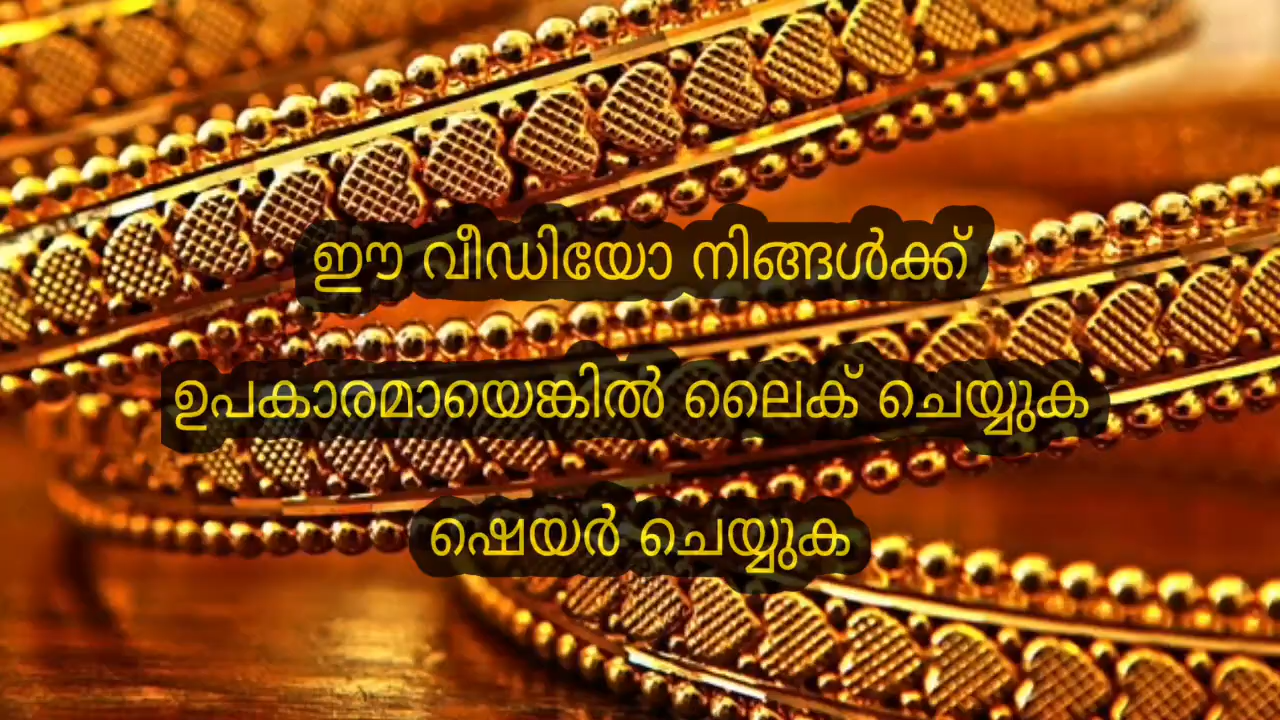 ഈ വീഡിയോ നിങ്ങൾക്ക്
ഉപകാരമായെങ്കിൽ ലൈക് ചെയ്യുക
ഷെയർ ചെയ്യുക